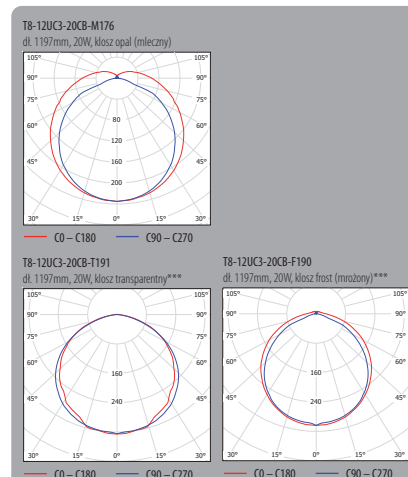 T8-12UC3-20CB-M176
dł. 1197mm, 20W, klosz opal (mleczny)
105° 105°
90° 90°
75° 75°
80
60° 60°
120
160
45° 45°
200
30° 15° 0° 15° 30°
C0 – C180 C90 – C270
T8-12UC3-20CB-T191
dł. 1197mm, 20W, klosz transparentny***
105° 105°
90° 90°
75° 75°
60° 60°
160
45° 45°
240
30° 15° 0° 15° 30°
C0 – C180 C90 – C270
T8-12UC3-20CB-F190
dł. 1197mm, 20W, klosz frost (mrożony)***
105° 105°
90° 90°
75° 75°
60° 60°
160
45° 45°
240
30° 15° 0° 15° 30°
C0 – C180 C90 – C270